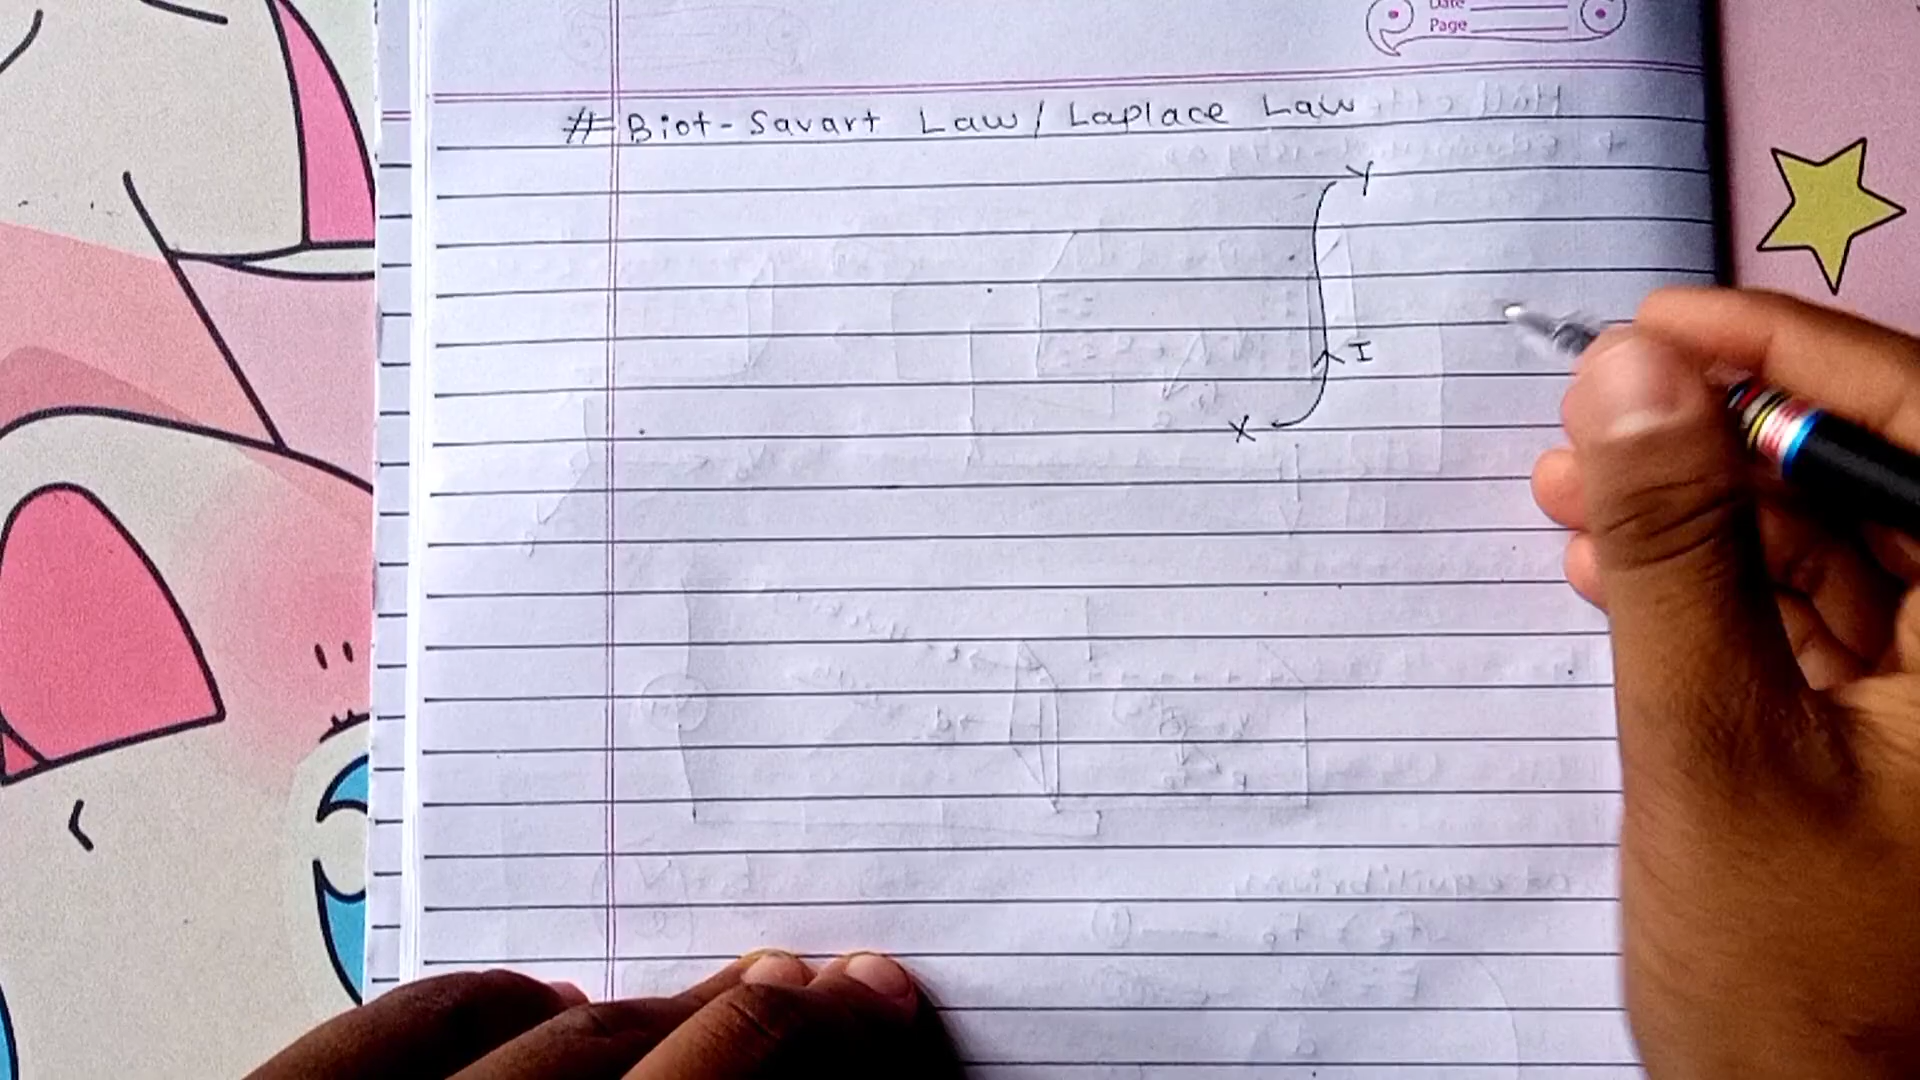 Date
Page
# Biot-Savart Law / Laplace Law
Y
I
X